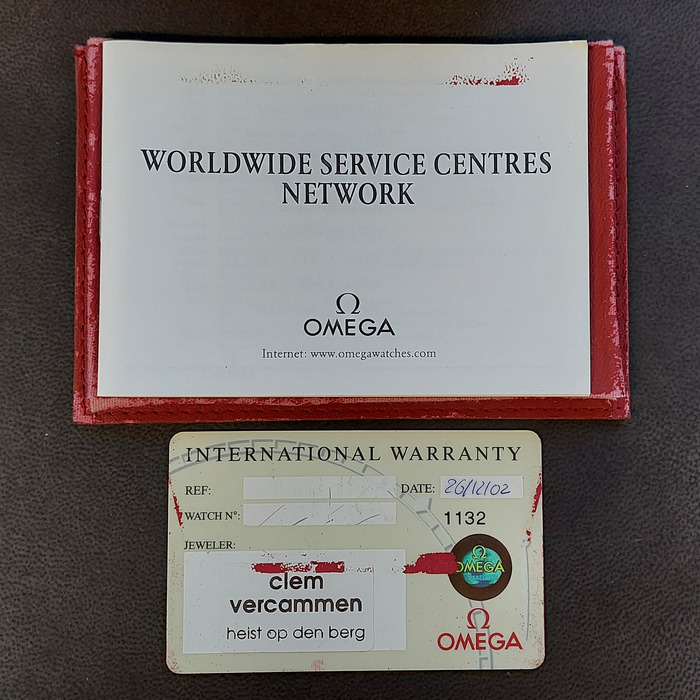 WORLDWIDE SERVICE CENTRES
NETWORK
Ω
OMEGA
Internet: www.omegawatches.com
INTERNATIONAL WARRANTY
REF:
DATE: 26/12/02
WATCH Nº:
1132
JEWELER:
clem
vercammen
heist op den berg
Ω
OMEGA
Ω
OMEGA